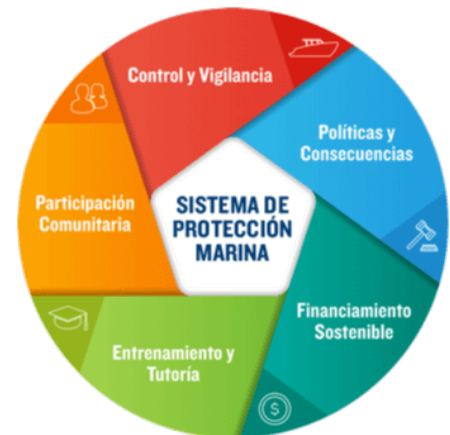 Control y Vigilancia
Políticas y
Consecuencias
Participación
Comunitaria
SISTEMA DE
PROTECCIÓN
MARINA
Financiamiento
Sostenible
Entrenamiento y
Tutoría
$